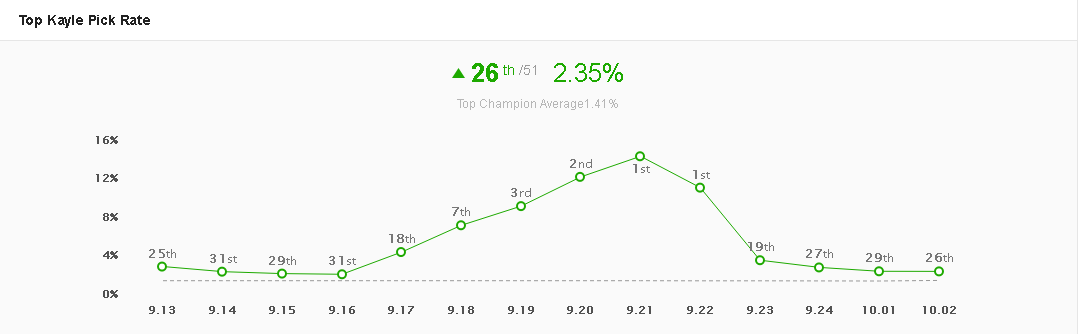 Top Kayle Pick Rate
▲ 26 th /51 2.35%
Top Champion Average1.41%
16%
12%
8%
4%
0%
25th 31st 29th 31st 18th 7th 3rd 2nd 1st 1st 19th 27th 29th 26th
9.13 9.14 9.15 9.16 9.17 9.18 9.19 9.20 9.21 9.22 9.23 9.24 10.01 10.02